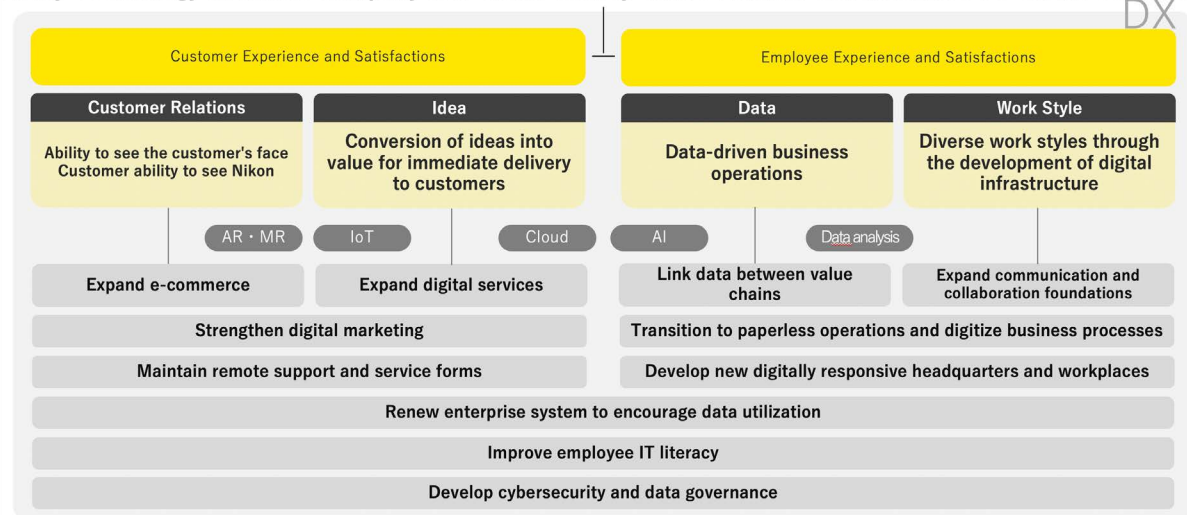 DX
Customer Experience and Satisfactions
Employee Experience and Satisfactions
Customer Relations
Ability to see the customer's face
Customer ability to see Nikon
Idea
Conversion of ideas into
value for immediate delivery
to customers
Data
Data-driven business
operations
Work Style
Diverse work styles through
the development of digital
infrastructure
AR・MR
IoT
Cloud
AI
Data analysis
Expand e-commerce
Expand digital services
Link data between value
chains
Expand communication and
collaboration foundations
Strengthen digital marketing
Transition to paperless operations and digitize business processes
Maintain remote support and service forms
Develop new digitally responsive headquarters and workplaces
Renew enterprise system to encourage data utilization
Improve employee IT literacy
Develop cybersecurity and data governance